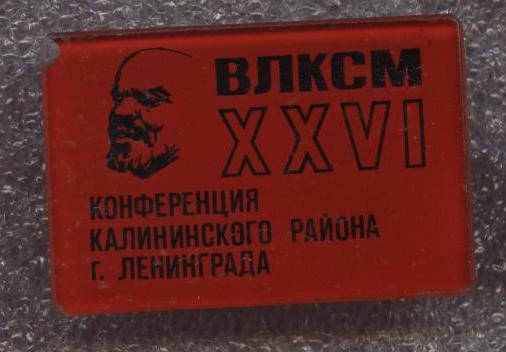 ВЛКСМ
XXVI
КОНФЕРЕНЦИЯ
КАЛИНИНСКОГО РАЙОНА
Г. ЛЕНИНГРАДА